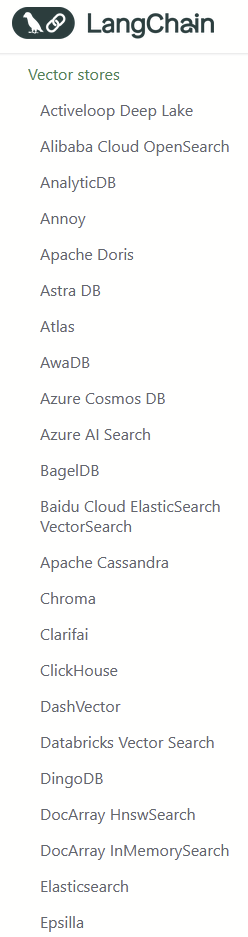 LangChain
Vector stores
Activeloop Deep Lake
Alibaba Cloud OpenSearch
AnalyticDB
Annoy
Apache Doris
Astra DB
Atlas
AwaDB
Azure Cosmos DB
Azure AI Search
BagelDB
Baidu Cloud ElasticSearch
VectorSearch
Apache Cassandra
Chroma
Clarifai
ClickHouse
DashVector
Databricks Vector Search
DingoDB
DocArray HnswSearch
DocArray InMemorySearch
Elasticsearch
Epsilla